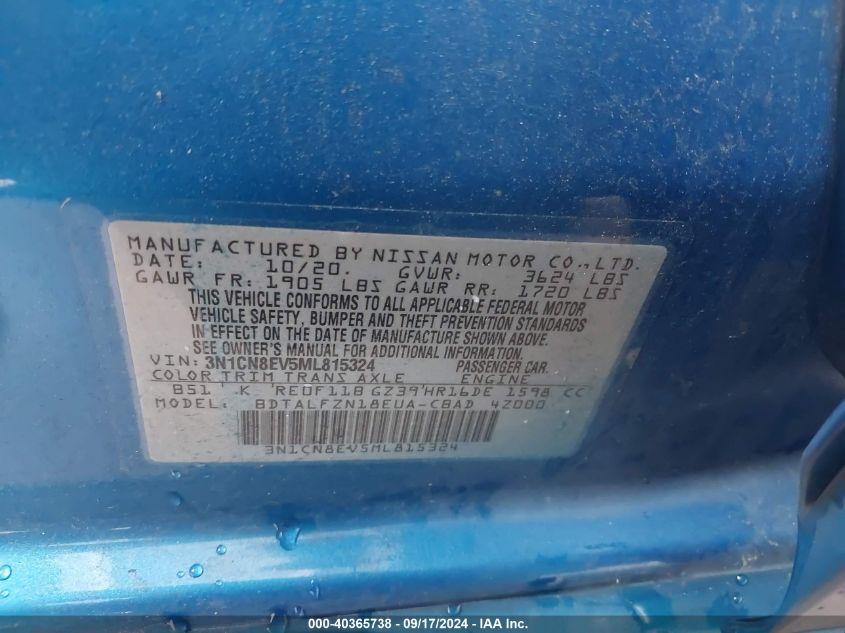 MANUFACTURED BY NISSAN MOTOR CO., LTD.
DATE: 10/20. GVWR: 3624 LBS
GAWR FR: 1905 LBS GAWR RR: 1720 LBS
THIS VEHICLE CONFORMS TO ALL APPLICABLE FEDERAL MOTOR
VEHICLE SAFETY, BUMPER AND THEFT PREVENTION STANDARDS
IN EFFECT ON THE DATE OF MANUFACTURE SHOWN ABOVE.
SEE OWNER'S MANUAL FOR ADDITIONAL INFORMATION.
VIN: 3N1CN8EV5ML815324 PASSENGER CAR.
COLOR TRIM TRANS AXLE ENGINE
B51 K RE0F11B GZ39 HR16DE 1598 CC
MODEL: BDTALFZN18EUA-CBAD 4Z000
3N1CN8EV5ML815324
000-40365738 - 09/17/2024 - IAA Inc.